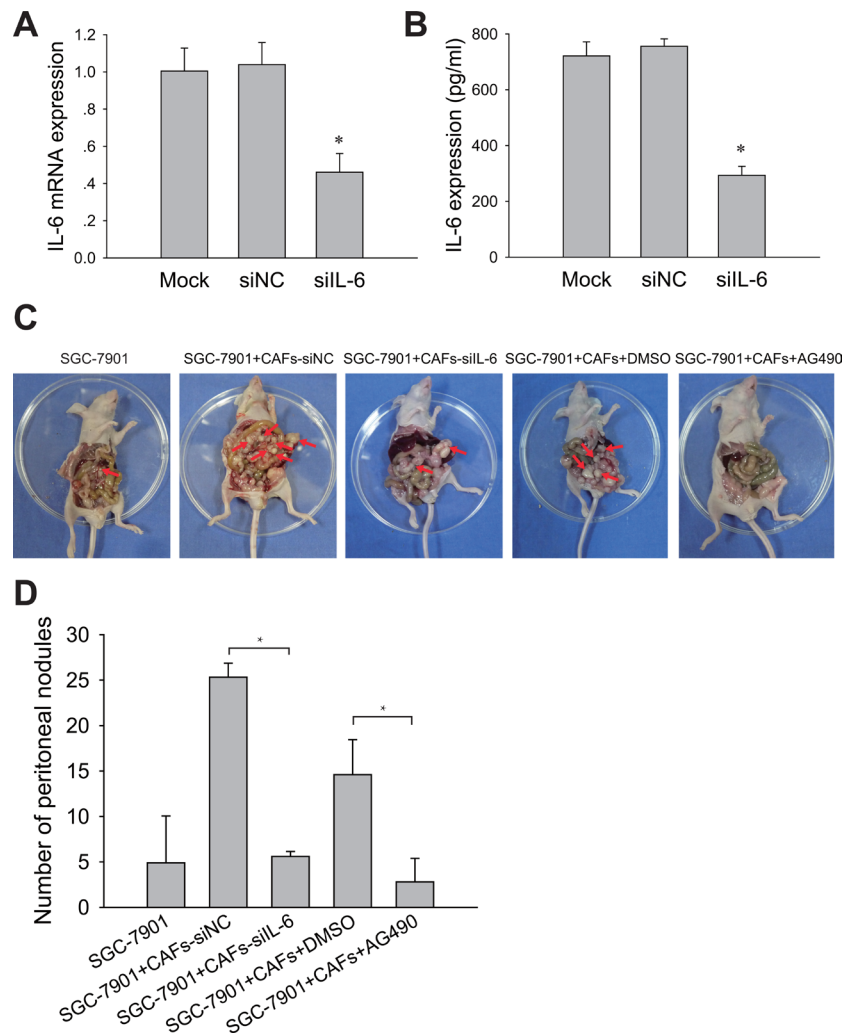 A
IL-6 mRNA expression
1.2
1.0
.8
.6
.4
.2
0.0
*
Mock
siNC
siIL-6
B
IL-6 expression (pg/ml)
800
600
400
200
0
*
Mock
siNC
siIL-6
C
SGC-7901
SGC-7901+CAFs-siNC
SGC-7901+CAFs-siIL-6
SGC-7901+CAFs+DMSO
SGC-7901+CAFs+AG490
D
Number of peritoneal nodules
30
25
20
15
10
5
0
*
*
SGC-7901
SGC-7901+CAFs-siNC
SGC-7901+CAFs-siIL-6
SGC-7901+CAFs+DMSO
SGC-7901+CAFs+AG490